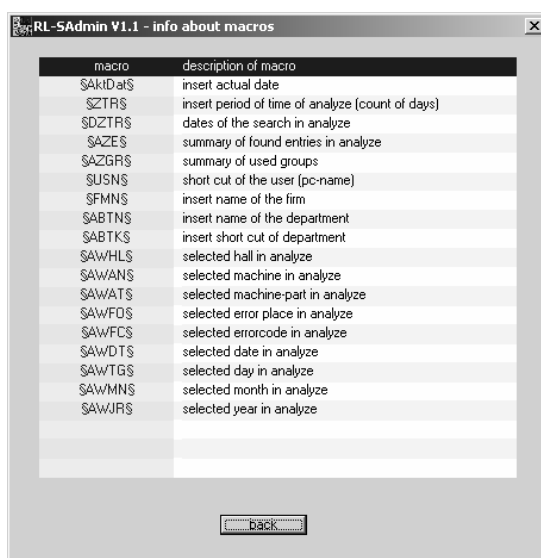 RL-SAdmin V1.1 - info about macros
macro description of macro
§AktDat§ insert actual date
§ZTR§ insert period of time of analyze (count of days)
§DZTR§ dates of the search in analyze
§AZE§ summary of found entries in analyze
§AZGR§ summary of used groups
§USN§ short cut of the user (pc-name)
§FMN§ insert name of the firm
§ABTN§ insert name of the department
§ABTK§ insert short cut of department
§AWHL§ selected hall in analyze
§AWAN§ selected machine in analyze
§AWAT§ selected machine-part in analyze
§AWFO§ selected error place in analyze
§AWFC§ selected errorcode in analyze
§AWDT§ selected date in analyze
§AWTG§ selected day in analyze
§AWMN§ selected month in analyze
§AWJR§ selected year in analyze
back